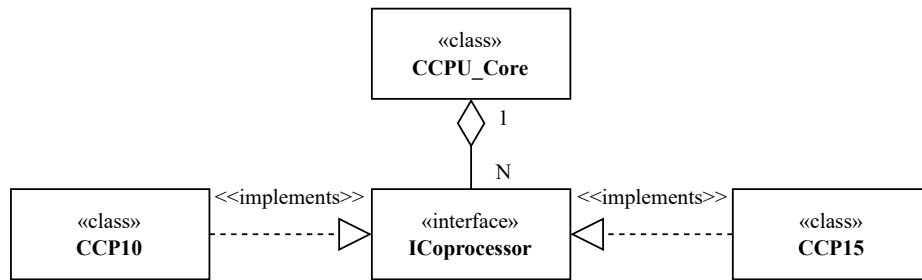 «class»
CCPU_Core
1
N
<<implements>>
<<implements>>
«class»
CCP10
«interface»
ICoprocessor
«class»
CCP15